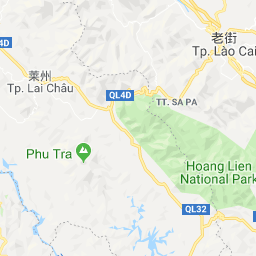 老街
Tp. Lào Cai
4D
莱州
Tp. Lai Châu
QL4D
TT. SA PA
Phu Tra
Hoang Lien
National Park
QL32